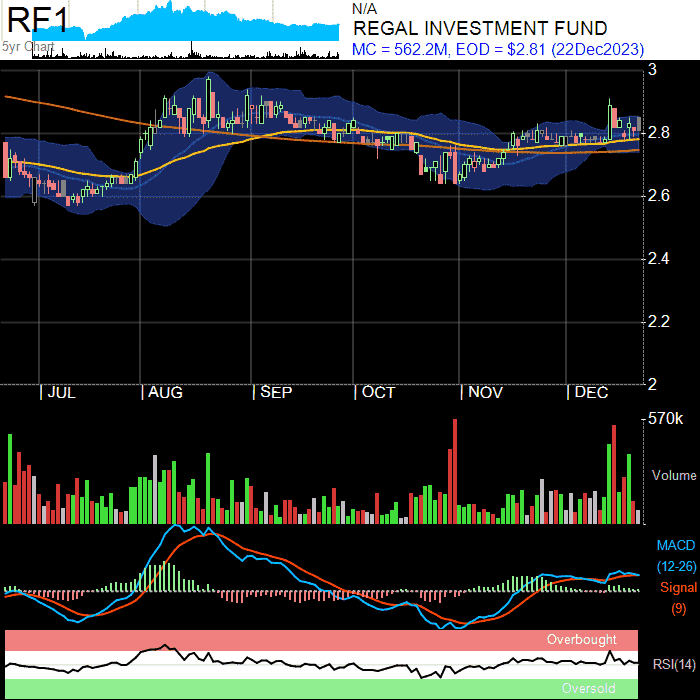 RF1
5yr Chart
N/A
REGAL INVESTMENT FUND
MC = 562.2M, EOD = $2.81 (22Dec2023)
3
2.8
2.6
2.4
2.2
2
JUL AUG SEP OCT NOV DEC
570k
Volume
MACD
(12-26)
Signal
(9)
Overbought
RSI(14)
Oversold